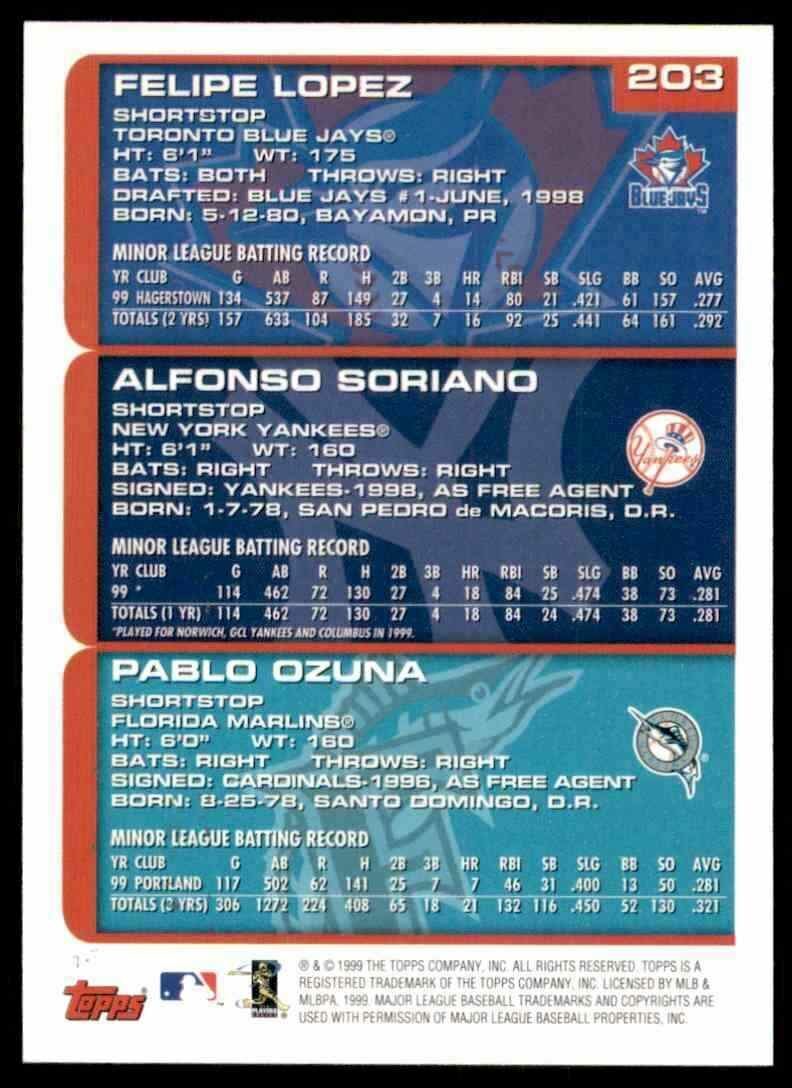 203
FELIPE LOPEZ
SHORTSTOP
TORONTO BLUE JAYS®
HT: 6'1" WT: 175
BATS: BOTH THROWS: RIGHT
DRAFTED: BLUE JAYS #1-JUNE, 1998
BORN: 5-12-80, BAYAMON, PR
BLUE JAYS
TM
MINOR LEAGUE BATTING RECORD
YR CLUB G AB R H 2B 3B HR RBI SB SLG BB SO AVG
99 HAGERSTOWN 134 537 87 149 27 4 14 80 21 .421 61 157 .277
TOTALS (2 YRS) 157 633 104 185 32 7 16 92 25 .441 64 161 .292
ALFONSO SORIANO
SHORTSTOP
NEW YORK YANKEES®
HT: 6'1" WT: 160
BATS: RIGHT THROWS: RIGHT
SIGNED: YANKEES-1998, AS FREE AGENT
BORN: 1-7-78, SAN PEDRO de MACORIS, D.R.
Yankees
MINOR LEAGUE BATTING RECORD
YR CLUB G AB R H 2B 3B HR RBI SB SLG BB SO AVG
99 * 114 462 72 130 27 4 18 84 25 .474 38 73 .281
TOTALS (1 YR) 114 462 72 130 27 4 18 84 24 .474 38 73 .281
*PLAYED FOR NORWICH, GCL YANKEES AND COLUMBUS IN 1999.
PABLO OZUNA
SHORTSTOP
FLORIDA MARLINS®
HT: 6'0" WT: 160
BATS: RIGHT THROWS: RIGHT
SIGNED: CARDINALS-1996, AS FREE AGENT
BORN: 8-25-78, SANTO DOMINGO, D.R.
MINOR LEAGUE BATTING RECORD
YR CLUB G AB R H 2B 3B HR RBI SB SLG BB SO AVG
99 PORTLAND 117 502 62 141 25 7 7 46 31 .400 13 50 .281
TOTALS (3 YRS) 306 1272 224 408 65 18 21 132 116 .450 52 130 .321
topps
® & © 1999 THE TOPPS COMPANY, INC. ALL RIGHTS RESERVED. TOPPS IS A
REGISTERED TRADEMARK OF THE TOPPS COMPANY, INC. LICENSED BY MLB &
MLBPA, 1999. MAJOR LEAGUE BASEBALL TRADEMARKS AND COPYRIGHTS ARE
USED WITH PERMISSION OF MAJOR LEAGUE BASEBALL PROPERTIES, INC.